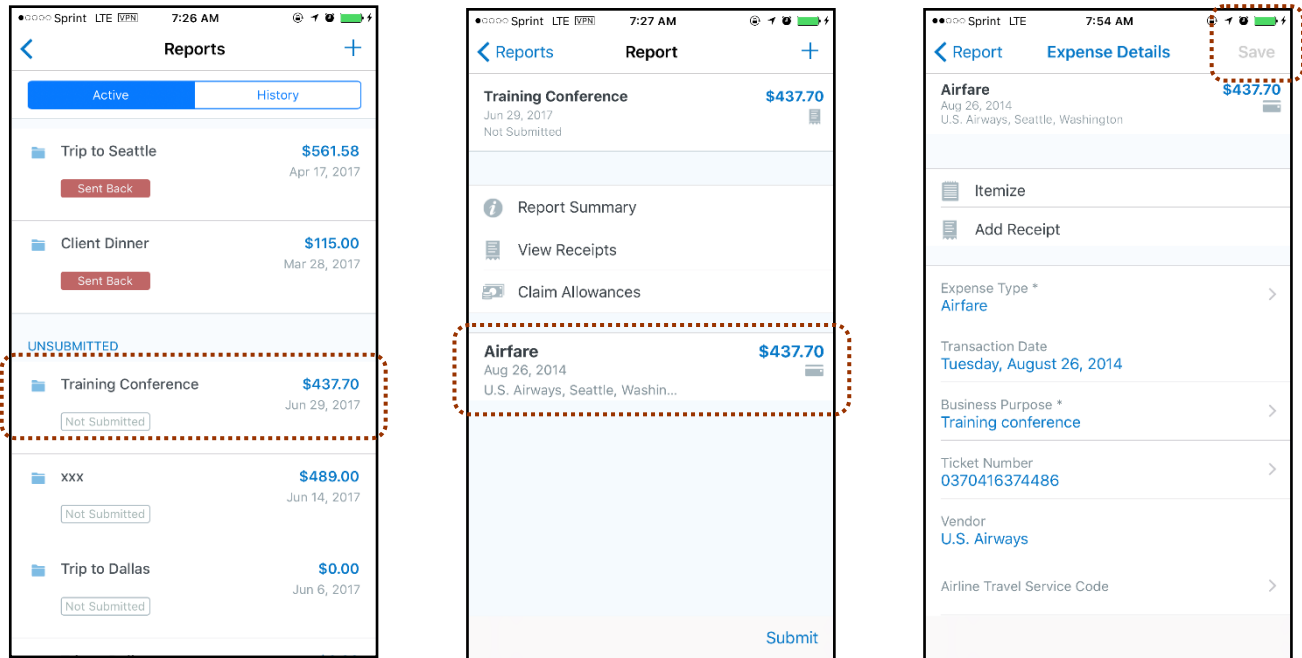 Sprint LTE VPN 7:26 AM
Reports
Active History
Trip to Seattle $561.58
Apr 17, 2017
Sent Back
Client Dinner $115.00
Mar 28, 2017
Sent Back
UNSUBMITTED
Training Conference $437.70
Jun 29, 2017
Not Submitted
xxx $489.00
Jun 14, 2017
Not Submitted
Trip to Dallas $0.00
Jun 6, 2017
Not Submitted
Sprint LTE VPN 7:27 AM
Reports Report
Training Conference $437.70
Jun 29, 2017
Not Submitted
Report Summary
View Receipts
Claim Allowances
Airfare $437.70
Aug 26, 2014
U.S. Airways, Seattle, Washin...
Submit
Sprint LTE 7:54 AM
Report Expense Details Save
Airfare $437.70
Aug 26, 2014
U.S. Airways, Seattle, Washington
Itemize
Add Receipt
Expense Type *
Airfare
Transaction Date
Tuesday, August 26, 2014
Business Purpose *
Training conference
Ticket Number
0370416374486
Vendor
U.S. Airways
Airline Travel Service Code